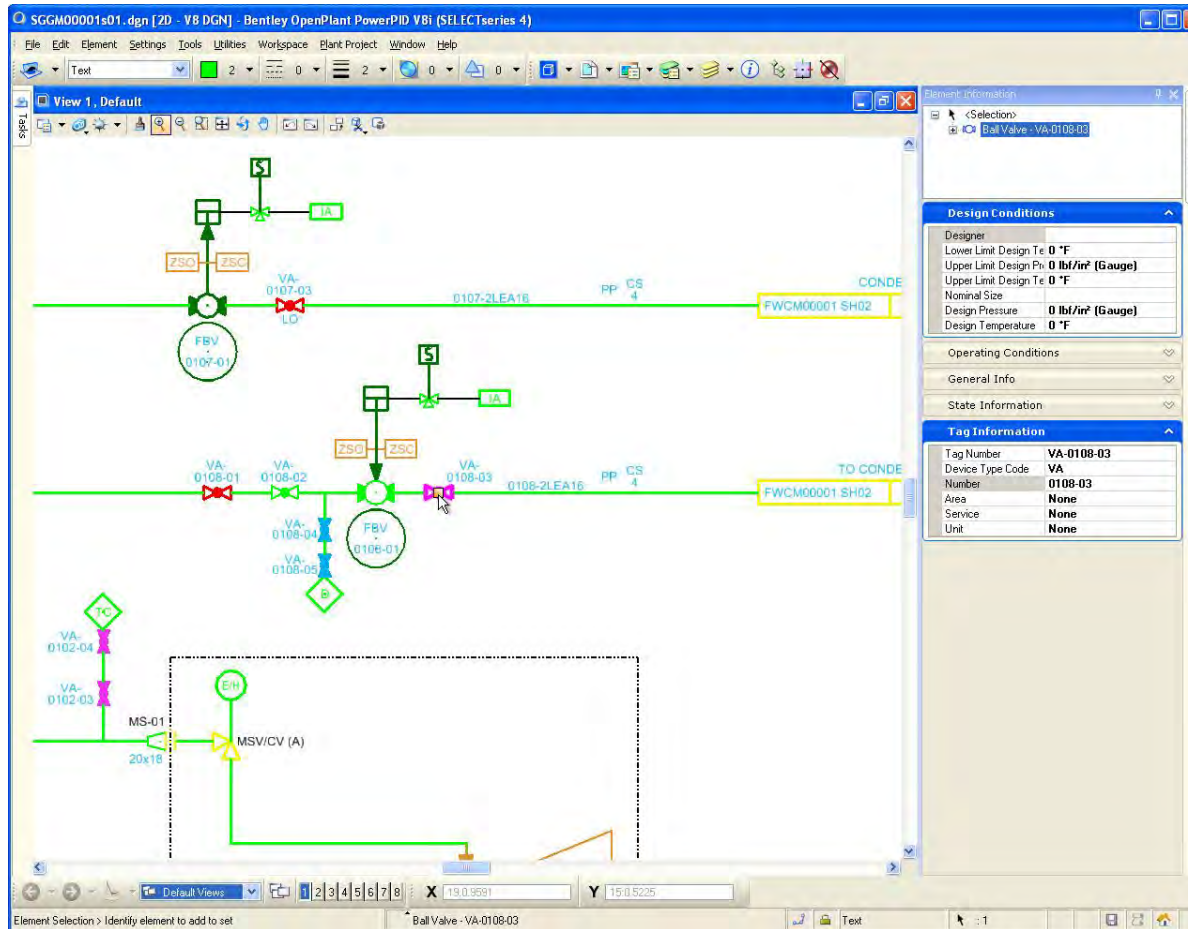 SGGM00001s01.dgn [2D - V8 DGN] - Bentley OpenPlant PowerPID V8i (SELECTseries 4)
File Edit Element Settings Tools Utilities Workspace Plant Project Window Help
Text 2 0 2 0 0
Tasks
View 1, Default
S
IA
ZSO ZSC
VA-
0107-03
LO
0107-2LEA16
PP CS
4
CONDE
FWCM00001 SH02
FBV
0107-01
S
IA
ZSO ZSC
VA-
0108-01
VA-
0108-02
VA-
0108-03
0108-2LEA16
PP CS
4
TO CONDE
FWCM00001 SH02
VA-
0108-04
FBV
0108-01
VA-
0108-05
D
TC
VA-
0102-04
VA-
0102-03
E/H
MS-01
20x18
MSV/CV (A)
Element Information
<Selection>
Ball Valve - VA-0108-03
Design Conditions
Designer
Lower Limit Design Te 0 °F
Upper Limit Design Pr 0 lbf/in² (Gauge)
Upper Limit Design Te 0 °F
Nominal Size
Design Pressure 0 lbf/in² (Gauge)
Design Temperature 0 °F
Operating Conditions
General Info
State Information
Tag Information
Tag Number VA-0108-03
Device Type Code VA
Number 0108-03
Area None
Service None
Unit None
Default Views 1 2 3 4 5 6 7 8 X 19:0.9591 Y 15:0.5225
Element Selection > Identify element to add to set Ball Valve - VA-0108-03 Text : 1